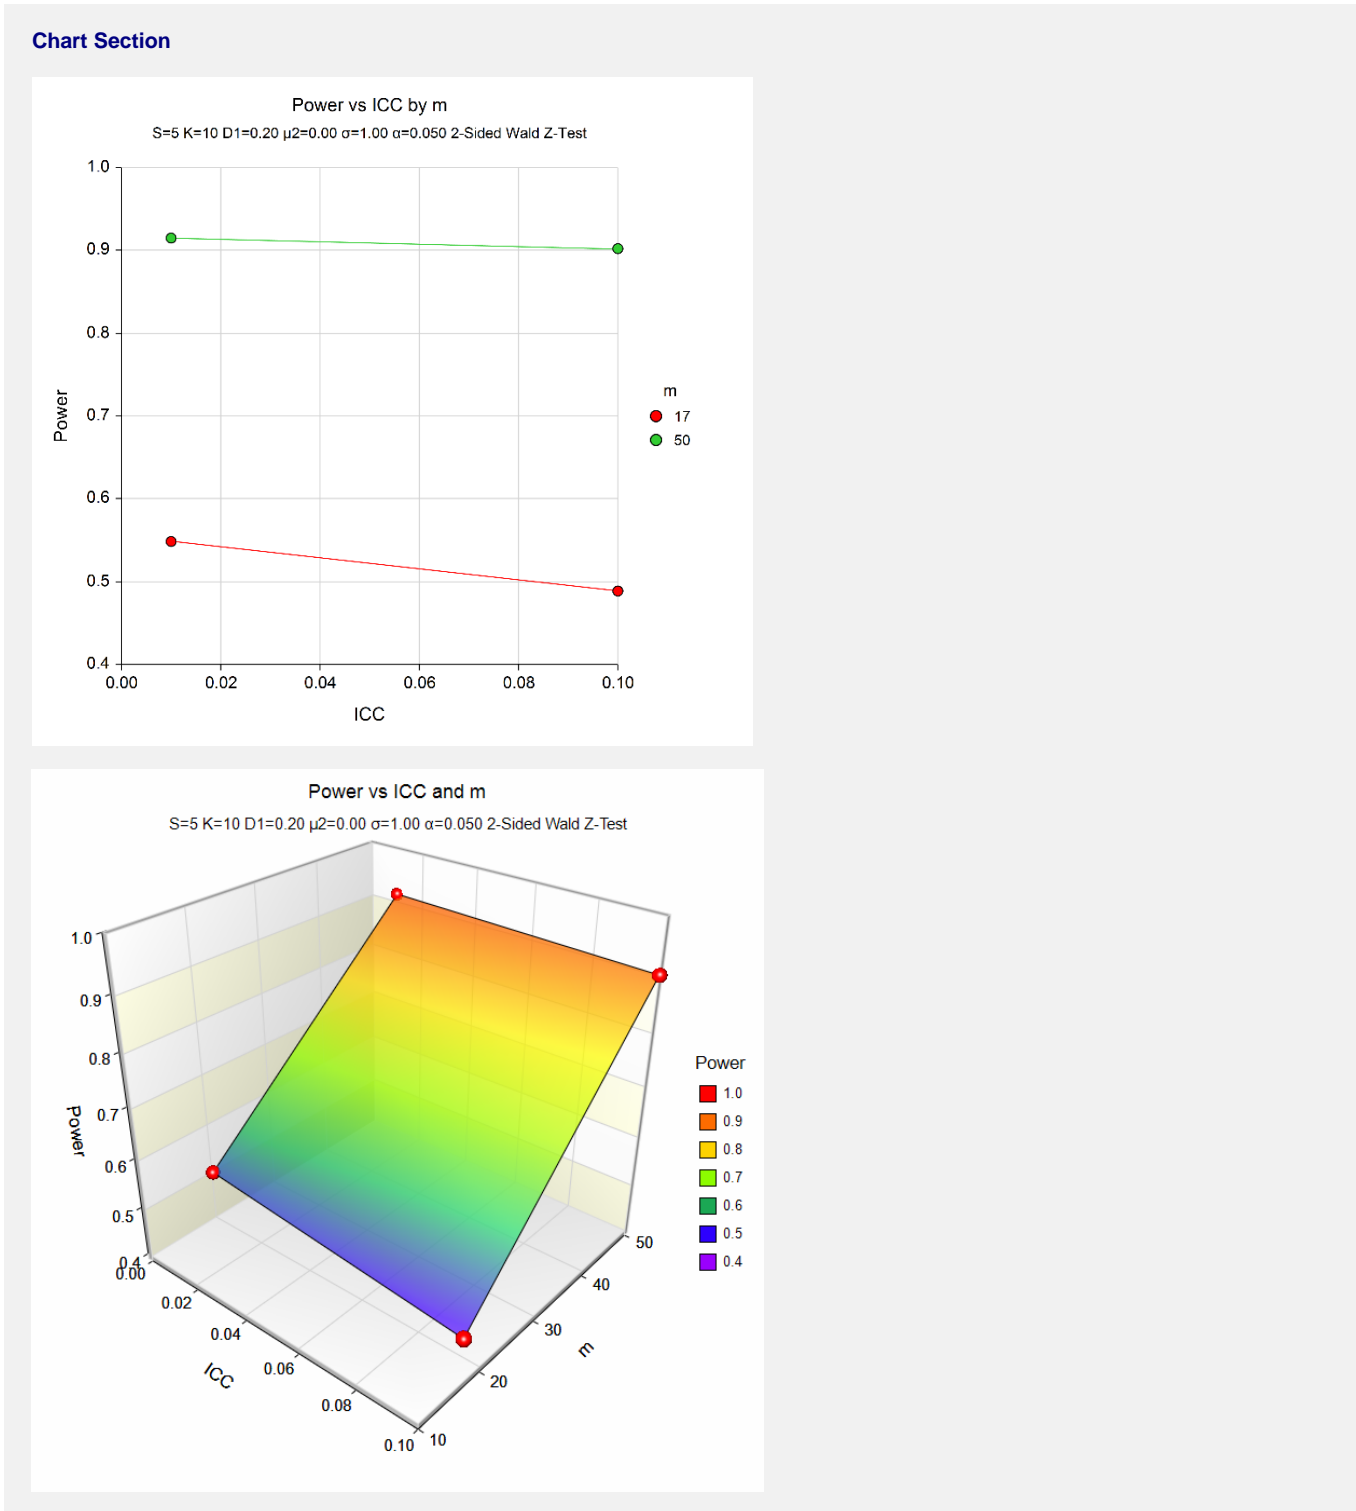 Chart Section
Power vs ICC by m
S=5 K=10 D1=0.20 μ2=0.00 σ=1.00 α=0.050 2-Sided Wald Z-Test
1.0
0.9
0.8
0.7
0.6
0.5
0.4
Power
0.00 0.02 0.04 0.06 0.08 0.10
ICC
m
17
50
Power vs ICC and m
S=5 K=10 D1=0.20 μ2=0.00 σ=1.00 α=0.050 2-Sided Wald Z-Test
1.0
0.9
0.8
0.7
0.6
0.5
0.4
Power
0.00
0.02
0.04
0.06
0.08
0.10
ICC
10
20
30
40
50
m
Power
1.0
0.9
0.8
0.7
0.6
0.5
0.4